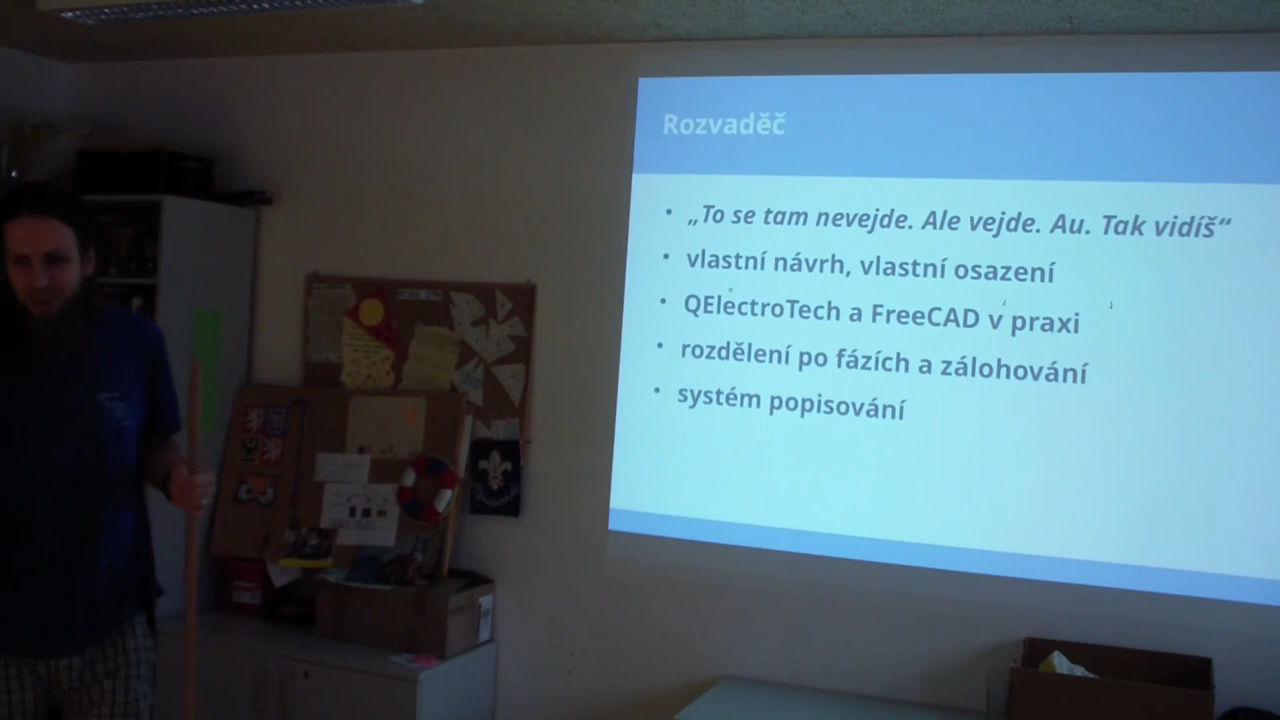 Rozvaděč
• „To se tam nevejde. Ale vejde. Au. Tak vidíš“
• vlastní návrh, vlastní osazení
• QElectroTech a FreeCAD v praxi
• rozdělení po fázích a zálohování
• systém popisování